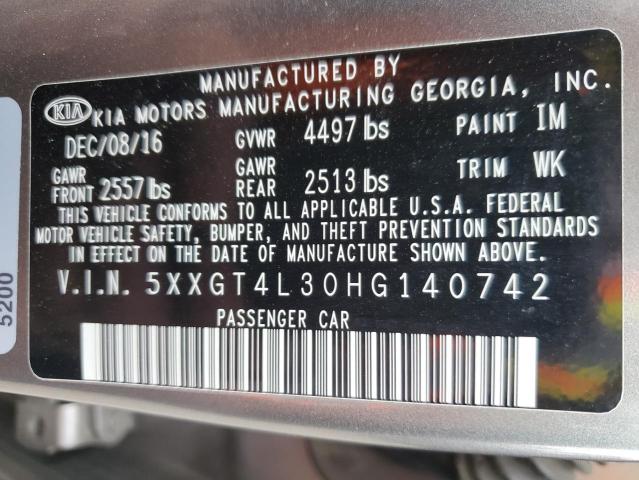 MANUFACTURED BY
KIA KIA MOTORS MANUFACTURING GEORGIA, INC.
DEC/08/16 GVWR 4497 lbs PAINT IM
GAWR FRONT 2557 lbs GAWR REAR 2513 lbs TRIM WK
THIS VEHICLE CONFORMS TO ALL APPLICABLE U.S.A. FEDERAL
MOTOR VEHICLE SAFETY, BUMPER, AND THEFT PREVENTION STANDARDS
IN EFFECT ON THE DATE OF MANUFACTURE SHOWN ABOVE.
V.I.N. 5XXGT4L30HG140742
PASSENGER CAR
5200